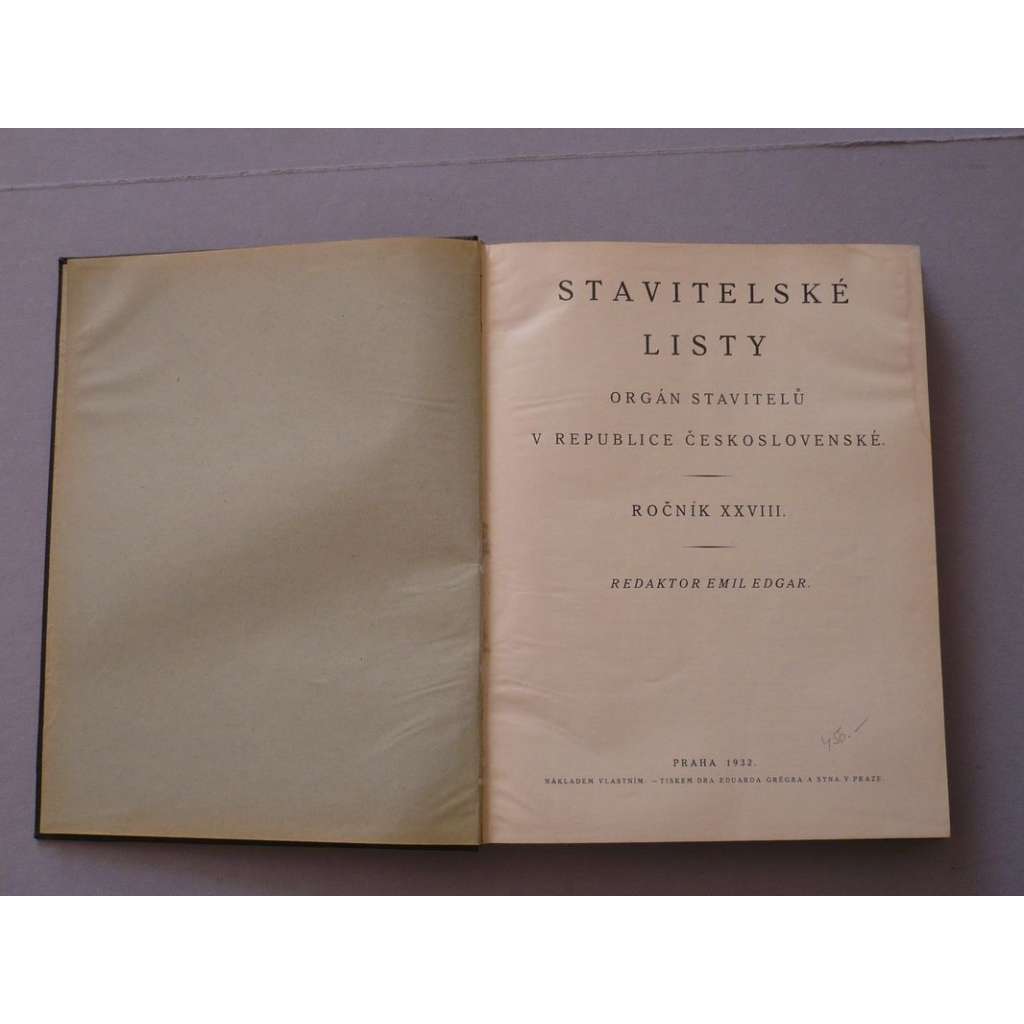 STAVITELSKÉ
LISTY
ORGÁN STAVITELŮ
V REPUBLICE ČESKOSLOVENSKÉ.
ROČNÍK XXVIII.
REDAKTOR EMIL EDGAR.
450.–
PRAHA 1932.
NÁKLADEM VLASTNÍM. — TISKEM DRA EDUARDA GRÉGRA A SYNA V PRAZE.